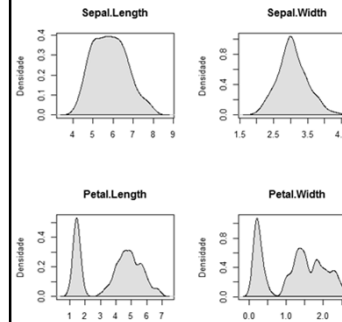 Sepal.Length
Sepal.Width
Densidade
0.0 0.1 0.2 0.3 0.4
4 5 6 7 8 9
Densidade
0.0 0.4 0.8
1.5 2.5 3.5
Petal.Length
Petal.Width
Densidade
0.0 0.2 0.4
1 2 3 4 5 6 7
Densidade
0.0 0.4 0.8
0.0 1.0 2.0